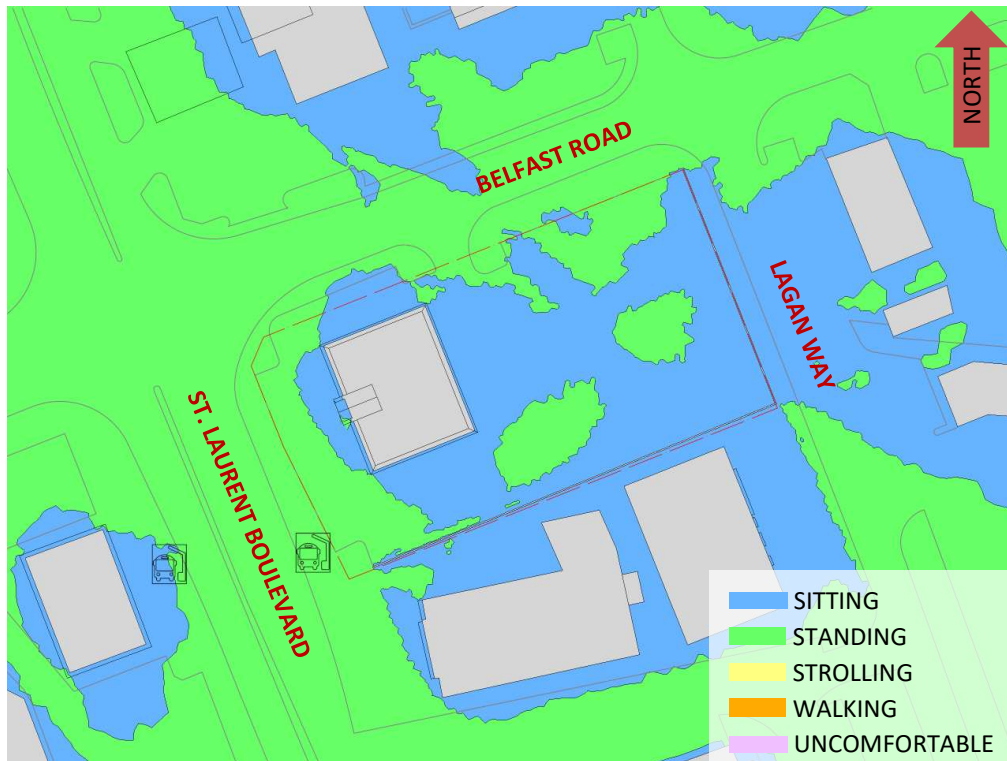 NORTH
BELFAST ROAD
LAGAN WAY
ST. LAURENT BOULEVARD
SITTING
STANDING
STROLLING
WALKING
UNCOMFORTABLE